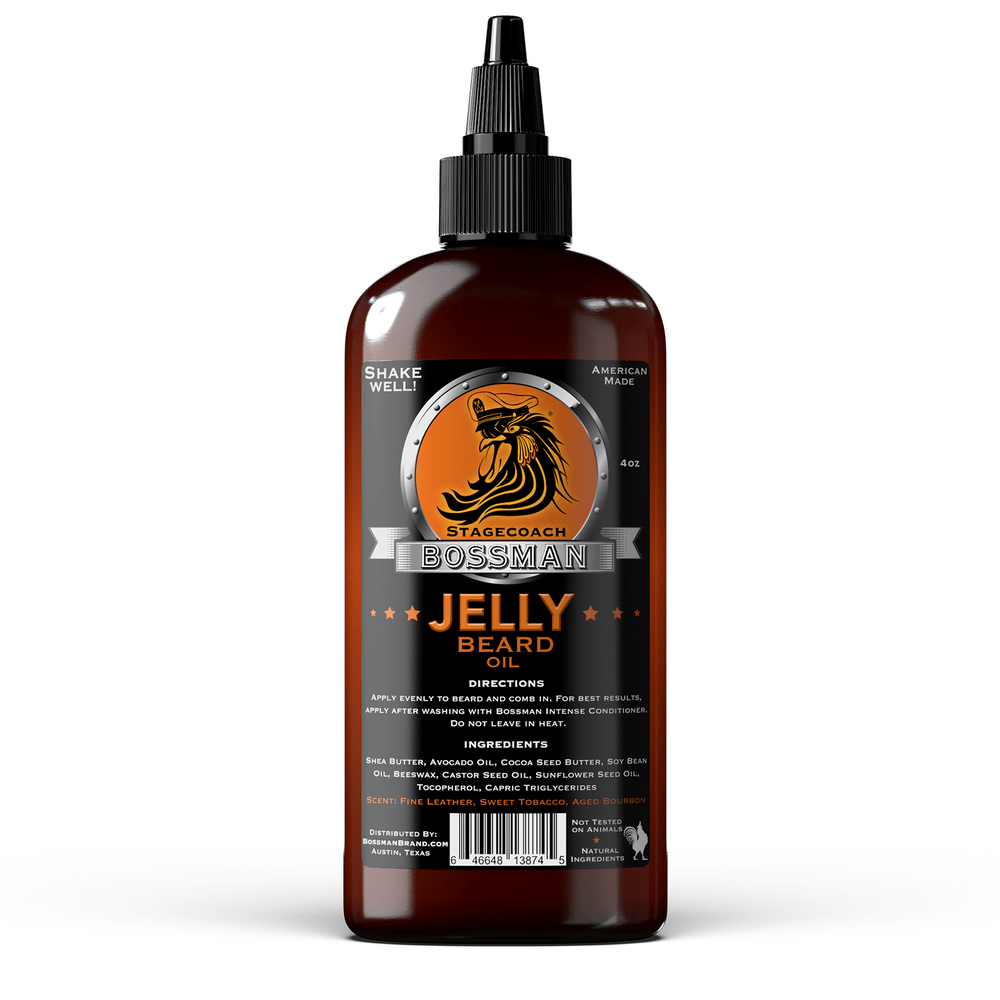 Shake
well!
American
Made
4oz
®
Stagecoach
BOSSMAN
JELLY
BEARD
OIL
DIRECTIONS
Apply evenly to beard and comb in. For best results,
apply after washing with Bossman Intense Conditioner.
Do not leave in heat.
INGREDIENTS
Shea Butter, Avocado Oil, Cocoa Seed Butter, Soy Bean
Oil, Beeswax, Castor Seed Oil, Sunflower Seed Oil,
Tocopherol, Capric Triglycerides
Scent: Fine Leather, Sweet Tobacco, Aged Bourbon
Distributed By:
BossmanBrand.com
Austin, Texas
6 46648 13874 5
Not Tested
on Animals
Natural
Ingredients